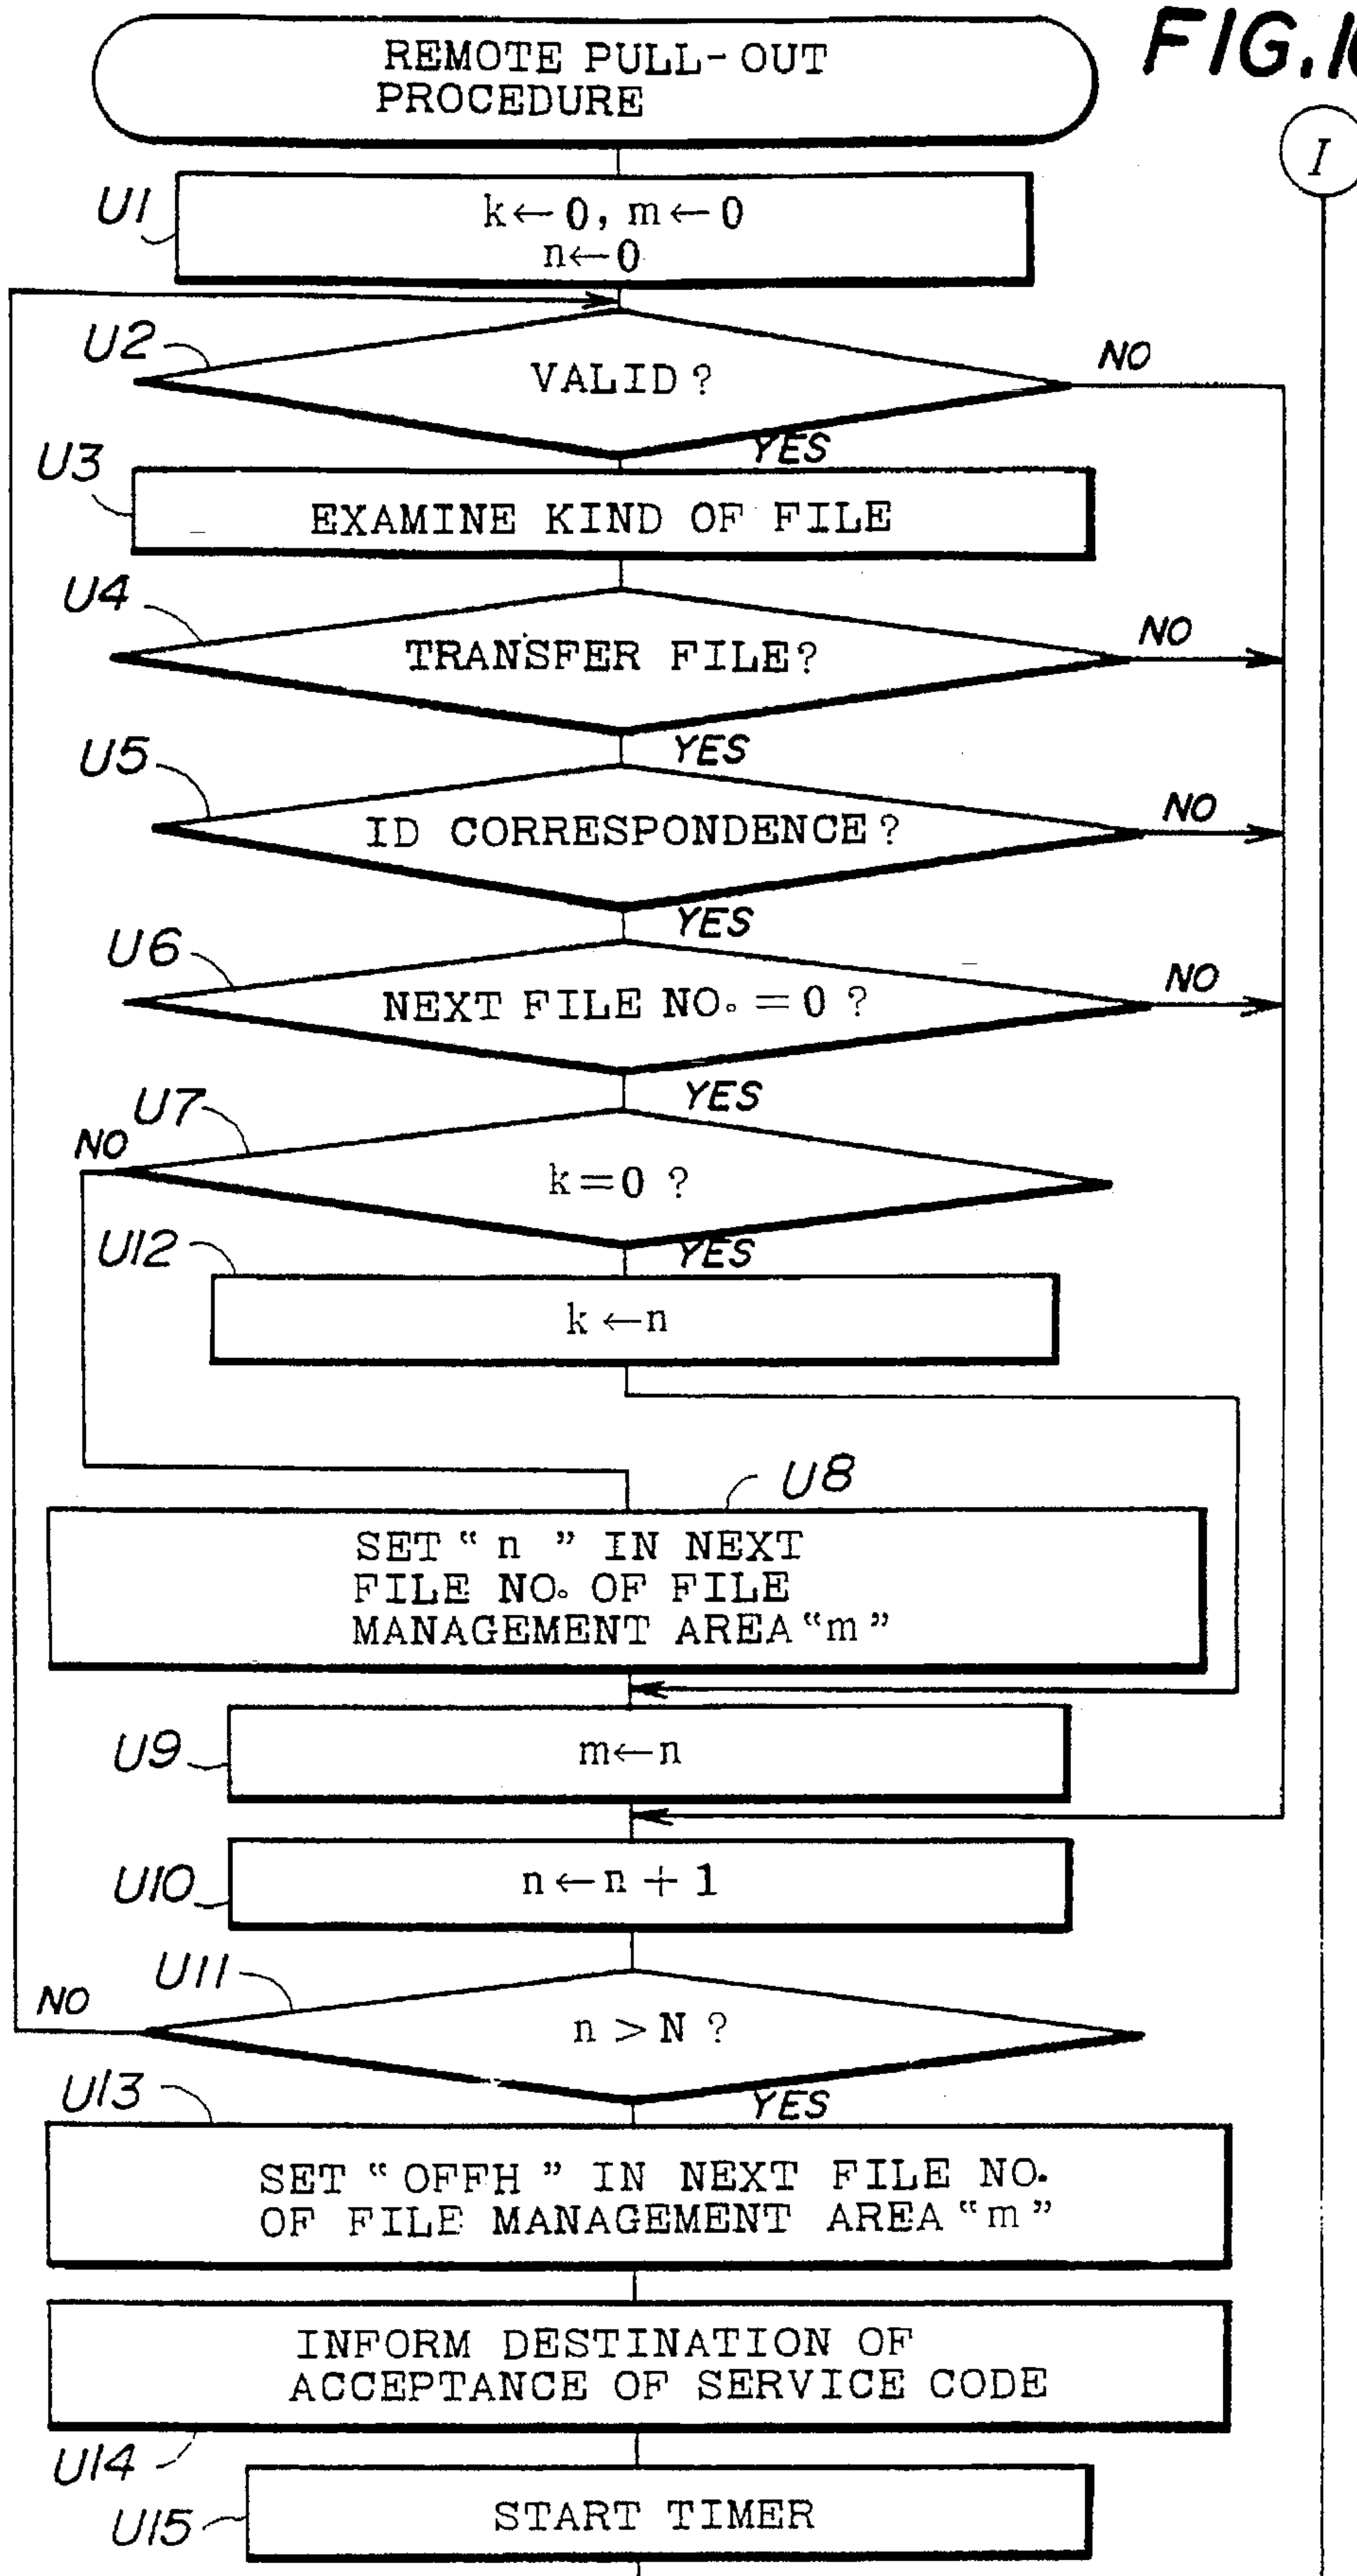 FIG.10
REMOTE PULL-OUT
PROCEDURE
I
U1
k←0, m←0
n←0
U2
VALID?
NO
YES
U3
EXAMINE KIND OF FILE
U4
TRANSFER FILE?
NO
YES
U5
ID CORRESPONDENCE?
NO
YES
U6
NEXT FILE NO. = 0 ?
NO
YES
U7
NO
k=0 ?
YES
U12
k←n
U8
SET "n" IN NEXT
FILE NO. OF FILE
MANAGEMENT AREA "m"
U9
m←n
U10
n←n + 1
U11
NO
n > N ?
YES
U13
SET "OFFH" IN NEXT FILE NO.
OF FILE MANAGEMENT AREA "m"
INFORM DESTINATION OF
ACCEPTANCE OF SERVICE CODE
U14
U15
START TIMER